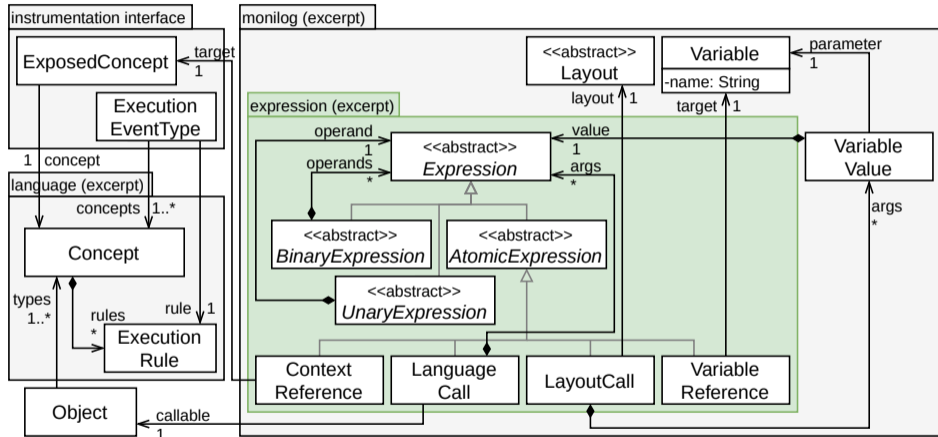 instrumentation interface
monilog (excerpt)
ExposedConcept
target
1
<<abstract>>
Layout
Variable
-name: String
parameter
1
Execution
EventType
layout 1
target 1
expression (excerpt)
operand
1
operands
*
<<abstract>>
Expression
value
1
args
*
Variable
Value
1 concept
language (excerpt)
concepts 1..*
args
*
Concept
<<abstract>>
BinaryExpression
<<abstract>>
AtomicExpression
<<abstract>>
UnaryExpression
types
1..*
rules
*
rule 1
Execution
Rule
Context
Reference
Language
Call
LayoutCall
Variable
Reference
Object
callable
1